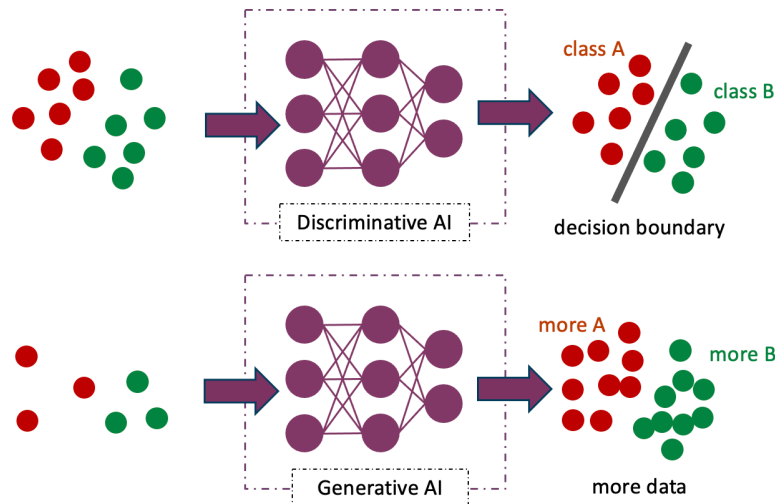 class A
class B
Discriminative AI
decision boundary
more A
more B
Generative AI
more data